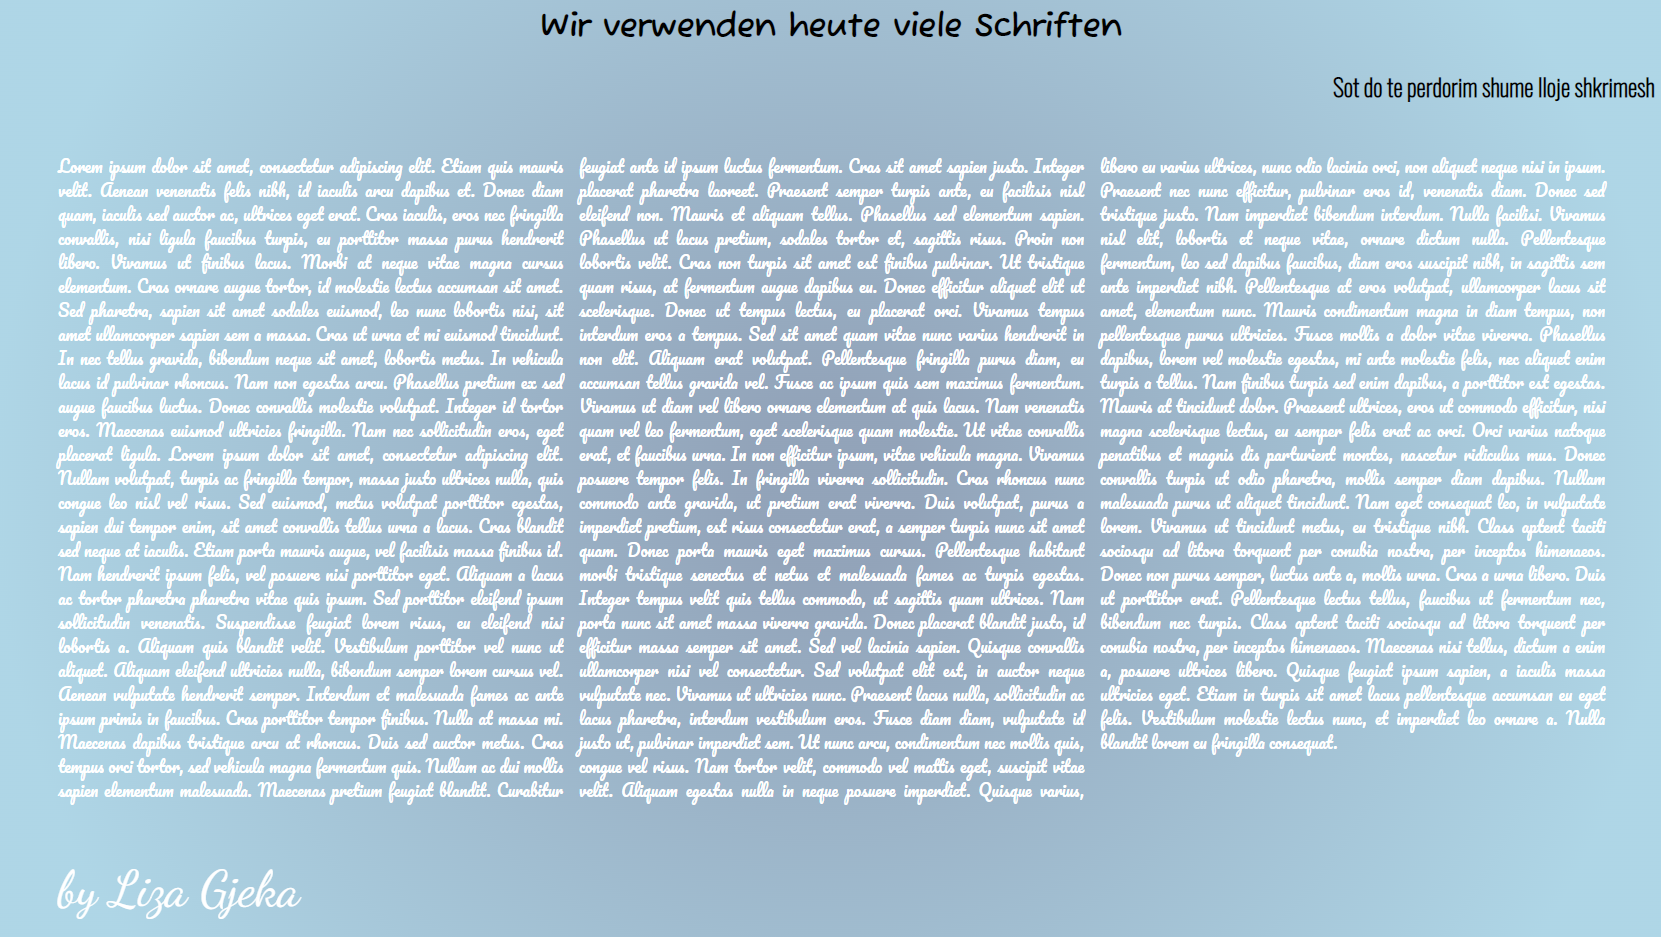 Wir verwenden heute viele Schriften
Sot do te perdorim shume lloje shkrimesh
Lorem ipsum dolor sit amet, consectetur adipiscing elit. Etiam quis mauris
velit. Aenean venenatis felis nibh, id iaculis arcu dapibus et. Donec diam
quam, iaculis sed auctor ac, ultrices eget erat. Cras iaculis, eros nec fringilla
convallis, nisi ligula faucibus turpis, eu porttitor massa purus hendrerit
libero. Vivamus ut finibus lacus. Morbi at neque vitae magna cursus
elementum. Cras ornare augue tortor, id molestie lectus accumsan sit amet.
Sed pharetra, sapien sit amet sodales euismod, leo nunc lobortis nisi, sit
amet ullamcorper sapien sem a massa. Cras ut urna et mi euismod tincidunt.
In nec tellus gravida, bibendum neque sit amet, lobortis metus. In vehicula
lacus id pulvinar rhoncus. Nam non egestas arcu. Phasellus pretium ex sed
augue faucibus luctus. Donec convallis molestie volutpat. Integer id tortor
eros. Maecenas euismod ultricies fringilla. Nam nec sollicitudin eros, eget
placerat ligula. Lorem ipsum dolor sit amet, consectetur adipiscing elit.
Nullam volutpat, turpis ac fringilla tempor, massa justo ultrices nulla, quis
congue leo nisl vel risus. Sed euismod, metus volutpat porttitor egestas,
sapien dui tempor enim, sit amet convallis tellus urna a lacus. Cras blandit
sed neque at iaculis. Etiam porta mauris augue, vel facilisis massa finibus id.
Nam hendrerit ipsum felis, vel posuere nisi porttitor eget. Aliquam a lacus
ac tortor pharetra pharetra vitae quis ipsum. Sed porttitor eleifend ipsum
sollicitudin venenatis. Suspendisse feugiat lorem risus, eu eleifend nisi
lobortis a. Aliquam quis blandit velit. Vestibulum porttitor vel nunc ut
aliquet. Aliquam eleifend ultricies nulla, bibendum semper lorem cursus vel.
Aenean vulputate hendrerit semper. Interdum et malesuada fames ac ante
ipsum primis in faucibus. Cras porttitor tempor finibus. Nulla at massa mi.
Maecenas dapibus tristique arcu at rhoncus. Duis sed auctor metus. Cras
tempus orci tortor, sed vehicula magna fermentum quis. Nullam ac dui mollis
sapien elementum malesuada. Maecenas pretium feugiat blandit. Curabitur
feugiat ante id ipsum luctus fermentum. Cras sit amet sapien justo. Integer
placerat pharetra laoreet. Praesent semper turpis ante, eu facilisis nisl
eleifend non. Mauris et aliquam tellus. Phasellus sed elementum sapien.
Phasellus ut lacus pretium, sodales tortor et, sagittis risus. Proin non
lobortis velit. Cras non turpis sit amet est finibus pulvinar. Ut tristique
quam risus, at fermentum augue dapibus eu. Donec efficitur aliquet elit ut
scelerisque. Donec ut tempus lectus, eu placerat orci. Vivamus tempus
interdum eros a tempus. Sed sit amet quam vitae nunc varius hendrerit in
non elit. Aliquam erat volutpat. Pellentesque fringilla purus diam, eu
accumsan tellus gravida vel. Fusce ac ipsum quis sem maximus fermentum.
Vivamus ut diam vel libero ornare elementum at quis lacus. Nam venenatis
quam vel leo fermentum, eget scelerisque quam molestie. Ut vitae convallis
erat, et faucibus urna. In non efficitur ipsum, vitae vehicula magna. Vivamus
posuere tempor felis. In fringilla viverra sollicitudin. Cras rhoncus nunc
commodo ante gravida, ut pretium erat viverra. Duis volutpat, purus a
imperdiet pretium, est risus consectetur erat, a semper turpis nunc sit amet
quam. Donec porta mauris eget maximus cursus. Pellentesque habitant
morbi tristique senectus et netus et malesuada fames ac turpis egestas.
Integer tempus velit quis tellus commodo, ut sagittis quam ultrices. Nam
porta nunc sit amet massa viverra gravida. Donec placerat blandit justo, id
efficitur massa semper sit amet. Sed vel lacinia sapien. Quisque convallis
ullamcorper nisi vel consectetur. Sed volutpat elit est, in auctor neque
vulputate nec. Vivamus ut ultricies nunc. Praesent lacus nulla, sollicitudin ac
lacus pharetra, interdum vestibulum eros. Fusce diam diam, vulputate id
justo ut, pulvinar imperdiet sem. Ut nunc arcu, condimentum nec mollis quis,
congue vel risus. Nam tortor velit, commodo vel mattis eget, suscipit vitae
velit. Aliquam egestas nulla in neque posuere imperdiet. Quisque varius,
libero eu varius ultrices, nunc odio lacinia orci, non aliquet neque nisi in ipsum.
Praesent nec nunc efficitur, pulvinar eros id, venenatis diam. Donec sed
tristique justo. Nam imperdiet bibendum interdum. Nulla facilisi. Vivamus
nisl elit, lobortis et neque vitae, ornare dictum nulla. Pellentesque
fermentum, leo sed dapibus faucibus, diam eros suscipit nibh, in sagittis sem
ante imperdiet nibh. Pellentesque at eros volutpat, ullamcorper lacus sit
amet, elementum nunc. Mauris condimentum magna in diam tempus, non
pellentesque purus ultricies. Fusce mollis a dolor vitae viverra. Phasellus
dapibus, lorem vel molestie egestas, mi ante molestie felis, nec aliquet enim
turpis a tellus. Nam finibus turpis sed enim dapibus, a porttitor est egestas.
Mauris at tincidunt dolor. Praesent ultrices, eros ut commodo efficitur, nisi
magna scelerisque lectus, eu semper felis erat ac orci. Orci varius natoque
penatibus et magnis dis parturient montes, nascetur ridiculus mus. Donec
convallis turpis ut odio pharetra, mollis semper diam dapibus. Nullam
malesuada purus ut aliquet tincidunt. Nam eget consequat leo, in vulputate
lorem. Vivamus ut tincidunt metus, eu tristique nibh. Class aptent taciti
sociosqu ad litora torquent per conubia nostra, per inceptos himenaeos.
Donec non purus semper, luctus ante a, mollis urna. Cras a urna libero. Duis
ut porttitor erat. Pellentesque lectus tellus, faucibus ut fermentum nec,
bibendum nec turpis. Class aptent taciti sociosqu ad litora torquent per
conubia nostra, per inceptos himenaeos. Maecenas nisi tellus, dictum a enim
a, posuere ultrices libero. Quisque feugiat ipsum sapien, a iaculis massa
ultricies eget. Etiam in turpis sit amet lacus pellentesque accumsan eu eget
felis. Vestibulum molestie lectus nunc, et imperdiet leo ornare a. Nulla
blandit lorem eu fringilla consequat.
by Liza Gjeka